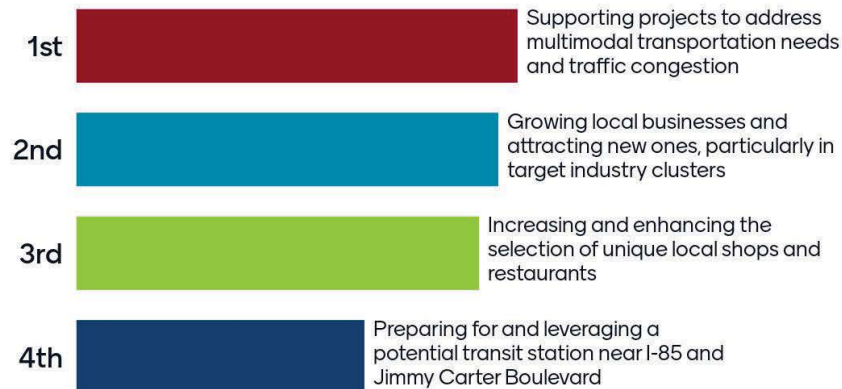 1st
Supporting projects to address
multimodal transportation needs
and traffic congestion
2nd
Growing local businesses and
attracting new ones, particularly in
target industry clusters
3rd
Increasing and enhancing the
selection of unique local shops and
restaurants
4th
Preparing for and leveraging a
potential transit station near I-85 and
Jimmy Carter Boulevard